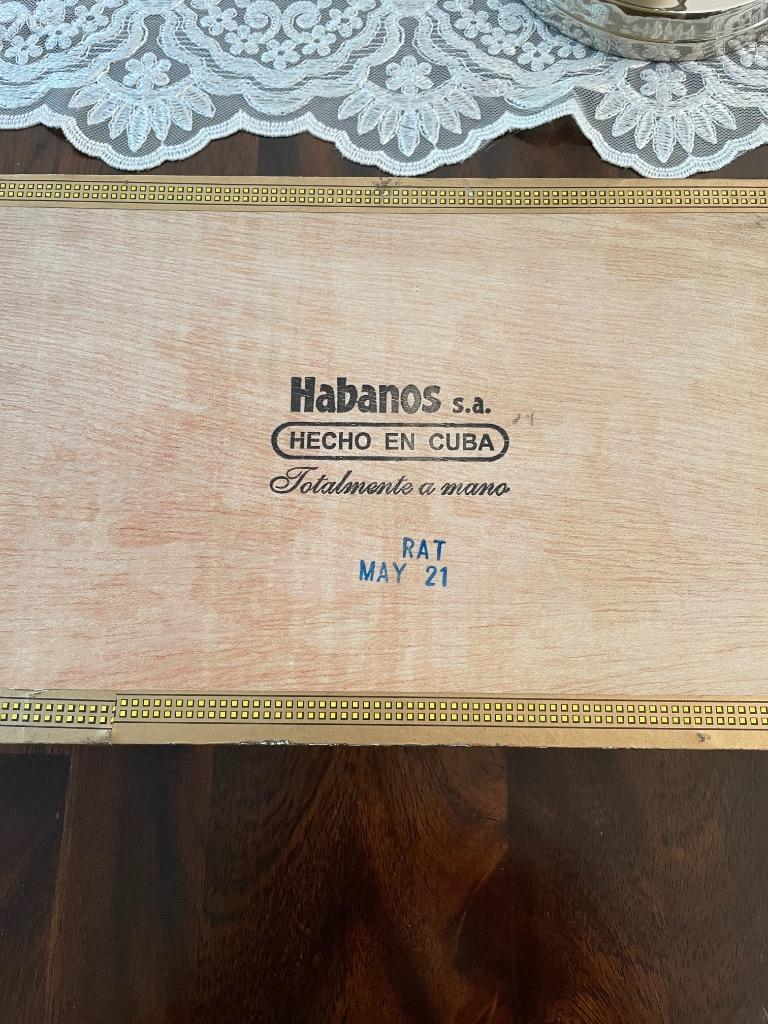 Habanos s.a.
HECHO EN CUBA
Totalmente a mano
RAT
MAY 21